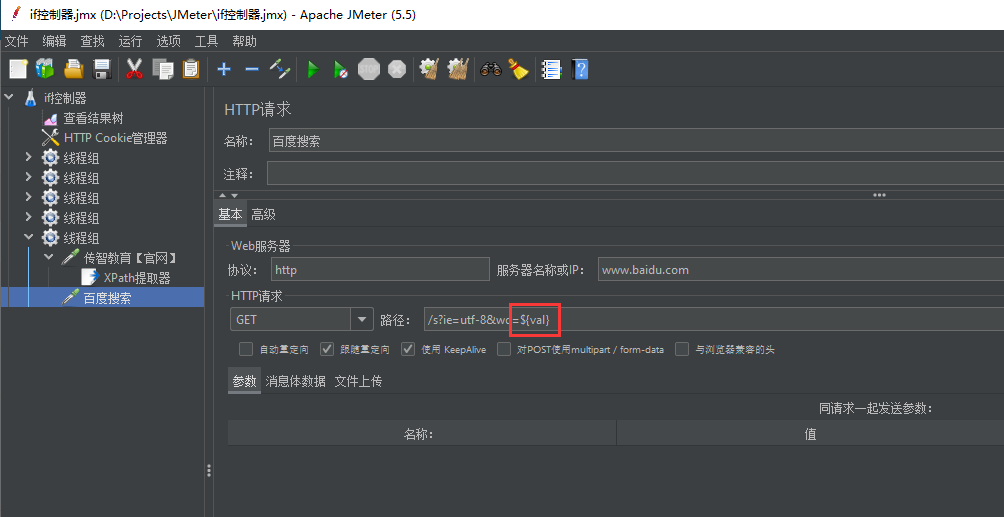 if控制器.jmx (D:\Projects\JMeter\if控制器.jmx) - Apache JMeter (5.5)
文件 编辑 查找 运行 选项 工具 帮助
STOP
if控制器
查看结果树
HTTP Cookie管理器
线程组
线程组
线程组
线程组
线程组
传智教育【官网】
XPath提取器
百度搜索
HTTP请求
名称： 百度搜索
注释：
基本 高级
Web服务器
协议： http 服务器名称或IP： www.baidu.com
HTTP请求
GET 路径： /s?ie=utf-8&wd=${val}
自动重定向 跟随重定向 使用 KeepAlive 对POST使用multipart / form-data 与浏览器兼容的头
参数 消息体数据 文件上传
同请求一起发送参数：
名称： 值